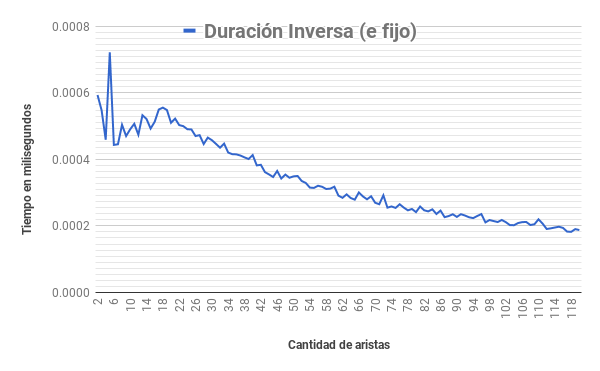 Duración Inversa (e fijo)
0.0008
0.0006
0.0004
0.0002
0.0000
Tiempo en milisegundos
2 6 10 14 18 22 26 30 34 38 42 46 50 54 58 62 66 70 74 78 82 86 90 94 98 102 106 110 114 118
Cantidad de aristas